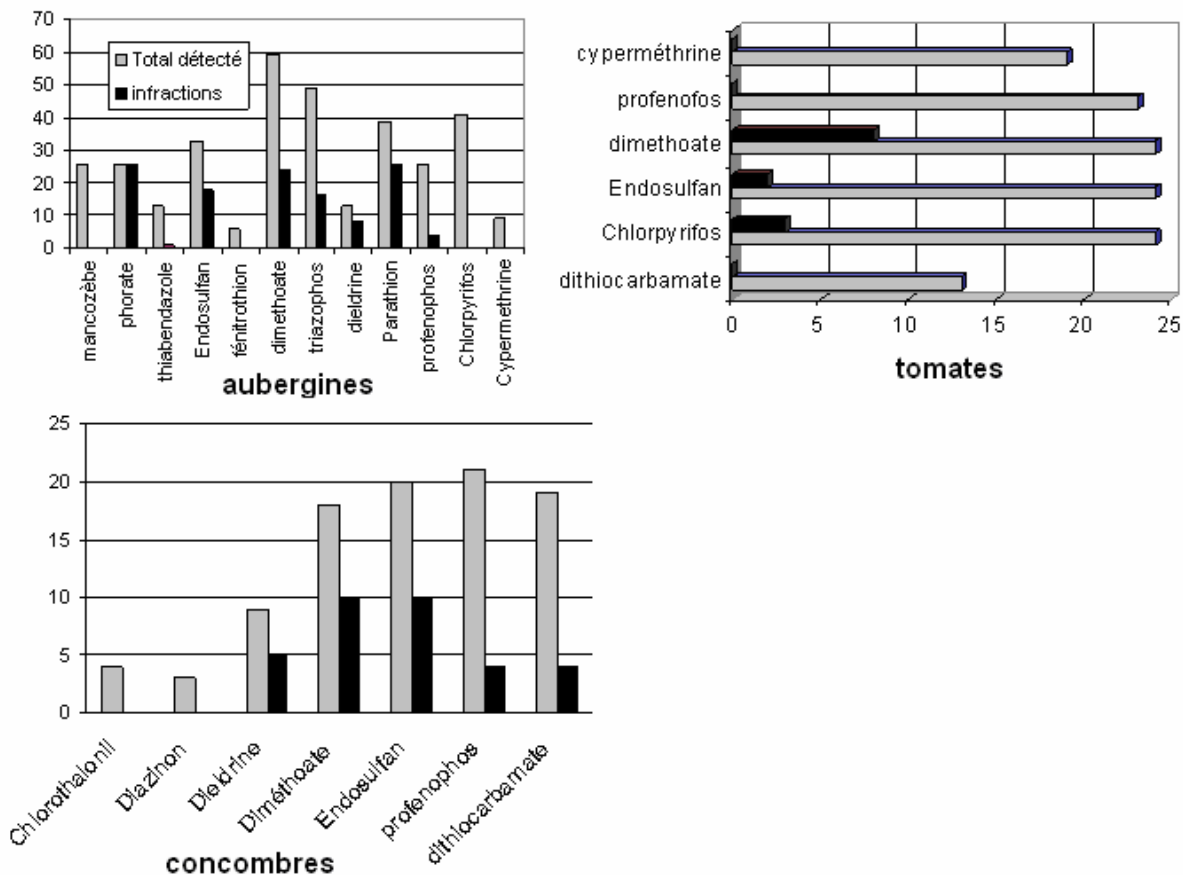 70
60
50
40
30
20
10
0
Total détecté
infractions
mancozèbe
phorate
thiabendazole
Endosulfan
fénitrothion
dimethoate
triazophos
dieldrine
Parathion
profenophos
Chlorpyrifos
Cypermethrine
aubergines
cyperméthrine
profenofos
dimethoate
Endosulfan
Chlorpyrifos
dithiocarbamate
0 5 10 15 20 25
tomates
25
20
15
10
5
0
Chlorothalonil
Diazinon
Dieldrine
Diméthoate
Endosulfan
profenophos
dithiocarbamate
concombres